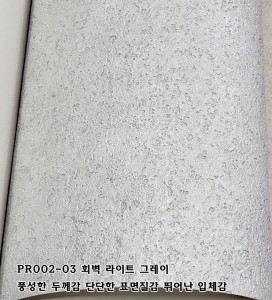 PR002-03 회벽 라이트 그레이
풍성한 두께감 단단한 표면질감 뛰어난 입체감